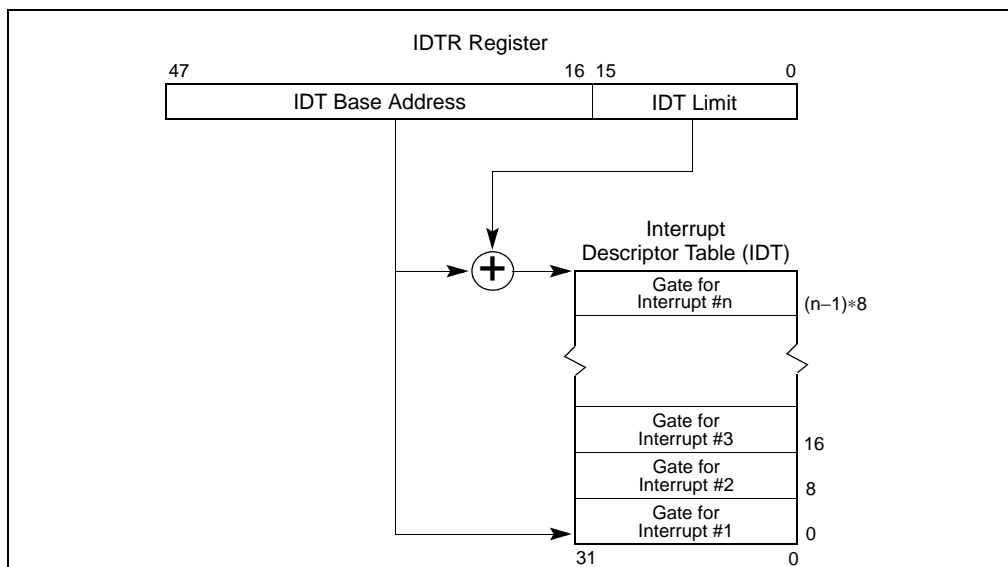 IDTR Register
47 16 15 0
IDT Base Address IDT Limit
+
Interrupt
Descriptor Table (IDT)
Gate for
Interrupt #n
(n–1)∗8
Gate for
Interrupt #3
16
Gate for
Interrupt #2
8
Gate for
Interrupt #1
0
31 0